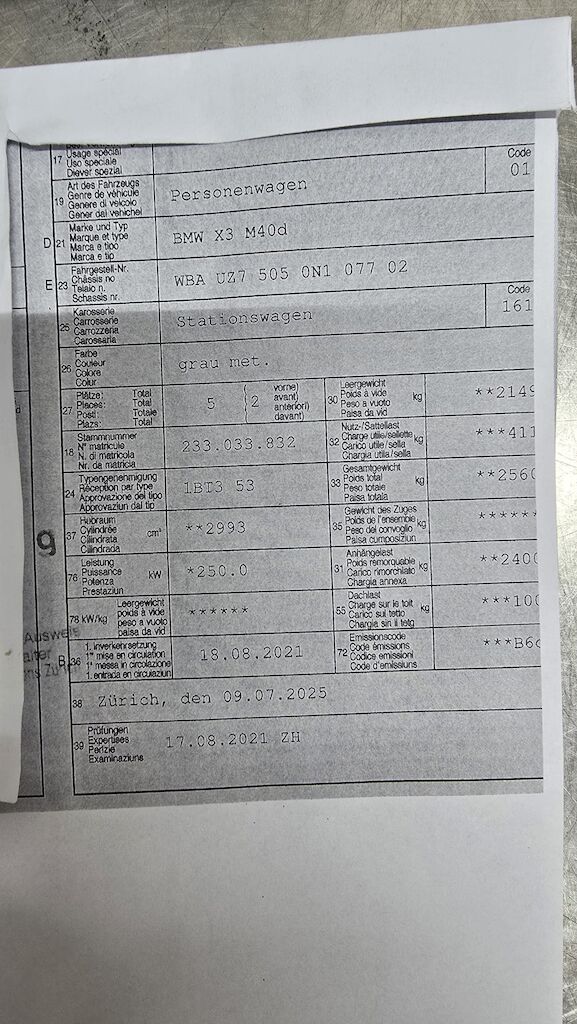 17 Usage spécial
Uso speciale
Diever spezial
19 Art des Fahrzeugs
Genre de véhicule
Genere di veicolo
Gener dal vehichel
Personenwagen
Code
01
D 21 Marke und Typ
Marque et type
Marca e tipo
Marca e tip
BMW X3 M40d
E 23 Fahrgestell-Nr.
Châssis no
Telaio n.
Schassis nr.
WBA UZ7 505 0N1 077 02
25 Karosserie
Carrosserie
Carrozzeria
Carossaria
Stationswagen
Code
161
26 Farbe
Couleur
Colore
Colur
grau met.
27 Plätze: Total
Places: Total
Posti: Totale
Plazs: Total
5 ( 2 vorne)
avant)
anteriori)
davant)
30 Leergewicht
Poids à vide
Peso a vuoto
Paisa da vid
kg
**2149
18 Stammnummer
N° matricule
N. di matricola
Nr. da matricla
233.033.832
32 Nutz-/Sattellast
Charge utile/sellette
Carico utile/sella
Chargia utila/sella
kg
***411
24 Typengenehmigung
Réception par type
Approvazione del tipo
Approvaziun dal tip
1BT3 53
33 Gesamtgewicht
Poids total
Peso totale
Paisa totala
kg
**2560
37 Hubraum
Cylindrée
Cilindrata
Cilindrada
cm³
**2993
35 Gewicht des Zuges
Poids de l'ensemble
Peso del convoglio
Paisa cumposiziun
kg
******
76 Leistung
Puissance
Potenza
Prestaziun
kW
*250.0
31 Anhängelast
Poids remorquable
Carico rimorchiato
Chargia annexa
kg
**2400
78 kW/kg Leergewicht
poids à vide
peso a vuoto
paisa da vid
******
55 Dachlast
Charge sur le toit
Carico sul tetto
Chargia sin il tetg
kg
***100
B 36 1. Inverkehrsetzung
1re mise en circulation
1a messa in circolazione
1. entrada en circulaziun
18.08.2021
72 Emissionscode
Code émissions
Codice emissioni
Code d'emissiuns
***B6
38 Zürich, den 09.07.2025
39 Prüfungen
Expertises
Perizie
Examinaziuns
17.08.2021 ZH
g
Ausweis